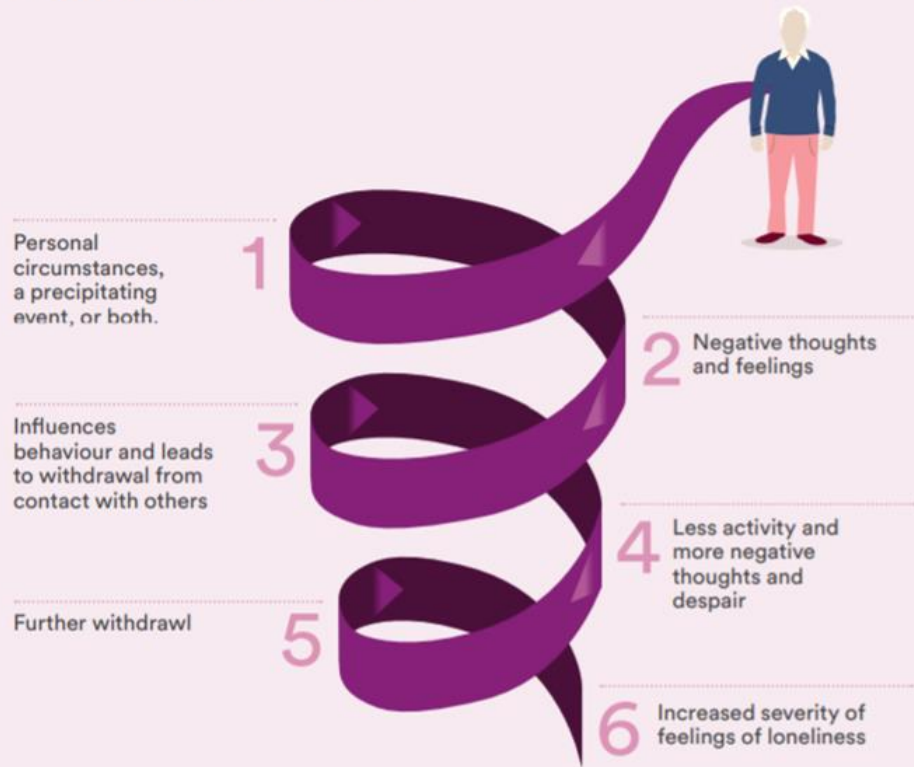 1
Personal
circumstances,
a precipitating
event, or both.
2
Negative thoughts
and feelings
3
Influences
behaviour and leads
to withdrawal from
contact with others
4
Less activity and
more negative
thoughts and
despair
5
Further withdrawl
6
Increased severity of
feelings of loneliness